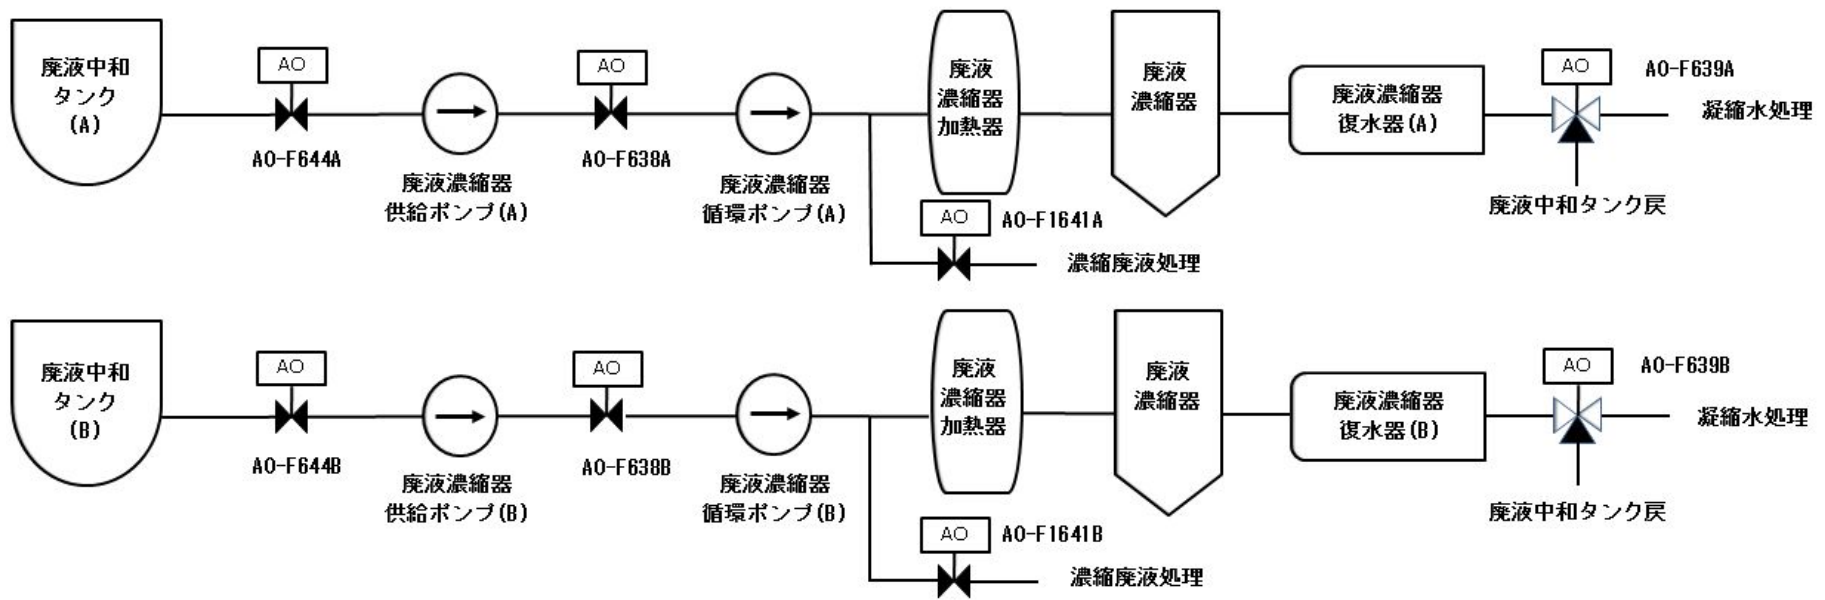 廃液中和
タンク
(A)
AO
AO-F644A
廃液濃縮器
供給ポンプ(A)
AO
AO-F638A
廃液濃縮器
循環ポンプ(A)
廃液
濃縮器
加熱器
AO
AO-F1641A
濃縮廃液処理
廃液
濃縮器
廃液濃縮器
復水器(A)
AO
AO-F639A
凝縮水処理
廃液中和タンク戻
廃液中和
タンク
(B)
AO
AO-F644B
廃液濃縮器
供給ポンプ(B)
AO
AO-F638B
廃液濃縮器
循環ポンプ(B)
廃液
濃縮器
加熱器
AO
AO-F1641B
濃縮廃液処理
廃液
濃縮器
廃液濃縮器
復水器(B)
AO
AO-F639B
凝縮水処理
廃液中和タンク戻